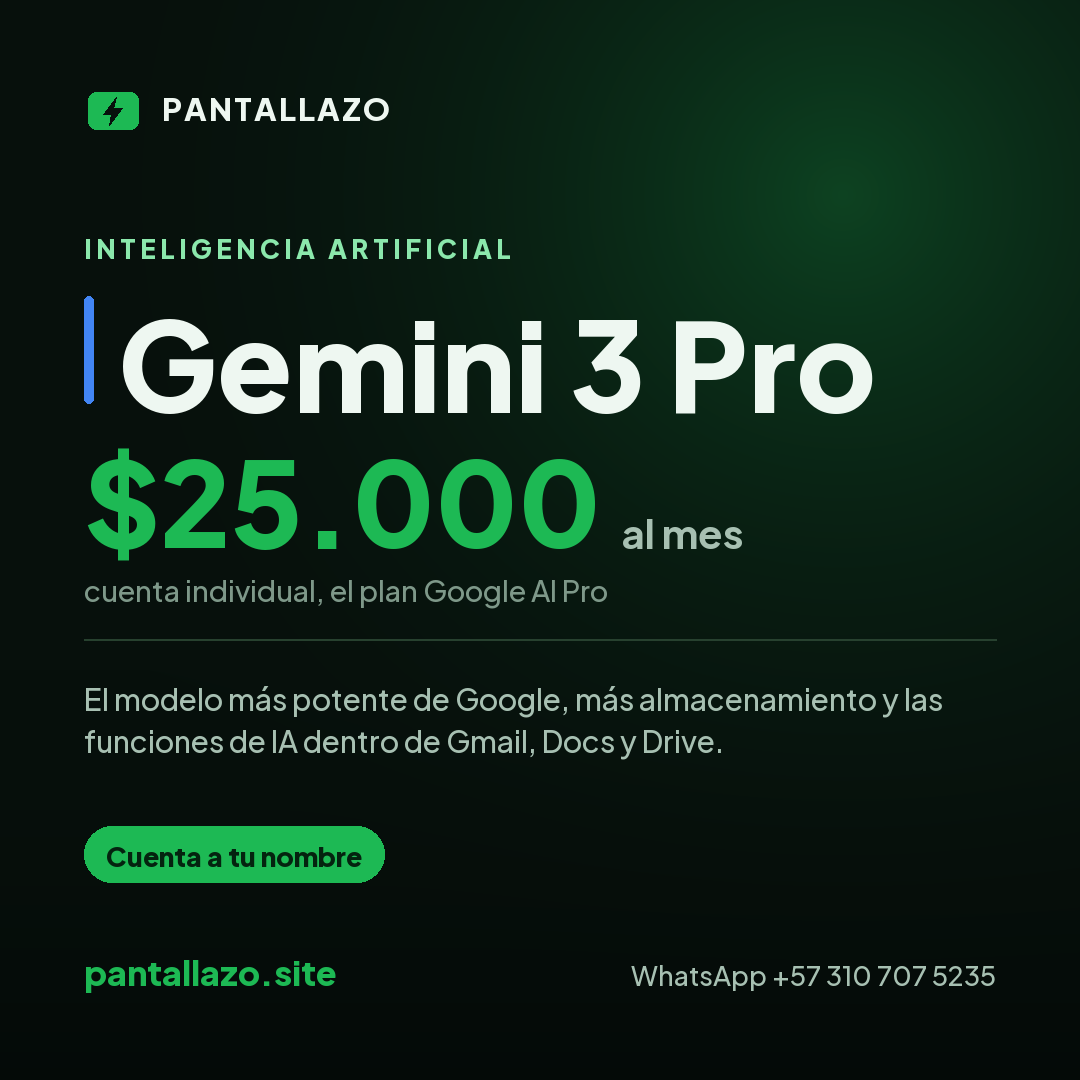 PANTALLAZO
INTELIGENCIA ARTIFICIAL
Gemini 3 Pro
$25.000 al mes
cuenta individual, el plan Google AI Pro
El modelo más potente de Google, más almacenamiento y las
funciones de IA dentro de Gmail, Docs y Drive.
Cuenta a tu nombre
pantallazo.site
WhatsApp +57 310 707 5235